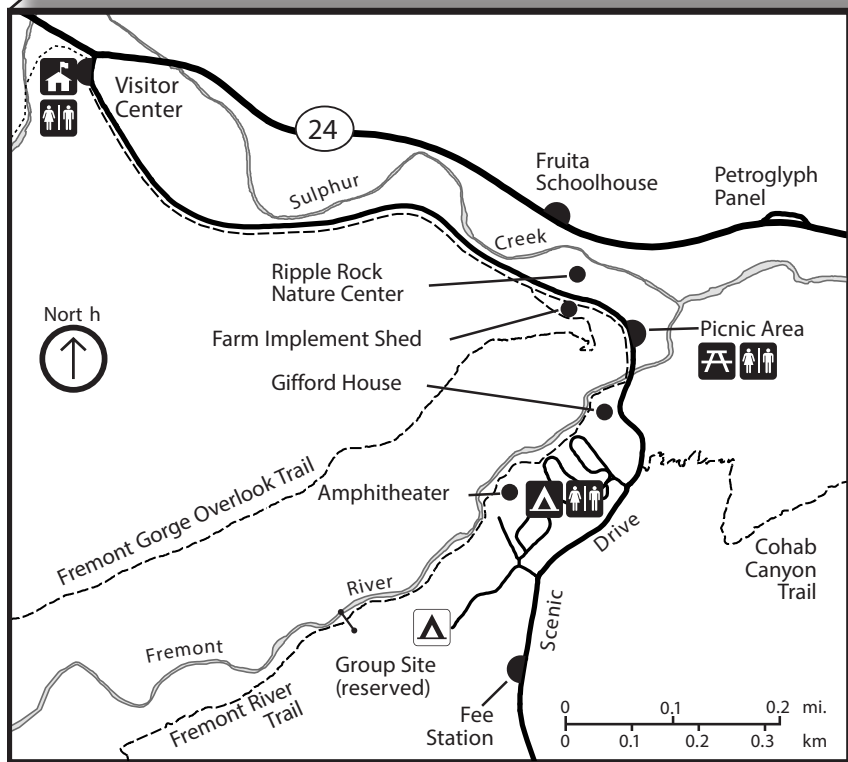 Visitor
Center
24
Fruita
Schoolhouse
Petroglyph
Panel
Sulphur
Creek
Ripple Rock
Nature Center
Nort h
Farm Implement Shed
Picnic Area
Gifford House
Fremont Gorge Overlook Trail
Amphitheater
Drive
Cohab
Canyon
Trail
River
Scenic
Fremont
Group Site
(reserved)
Fremont River
Trail
Fee
Station
0 0.1 0.2 mi.
0 0.1 0.2 0.3 km